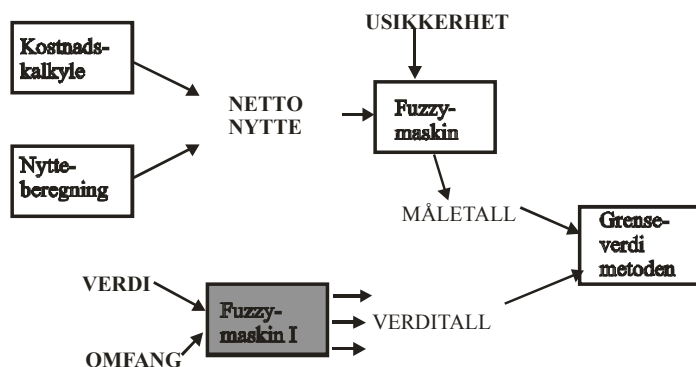 USIKKERHET
Kostnads-
kalkyle
NETTO
NYTTE
Fuzzy-
maskin
Nytte-
beregning
MÅLETALL
Grense-
verdi
metoden
VERDI
Fuzzy-
maskin I
VERDITALL
OMFANG